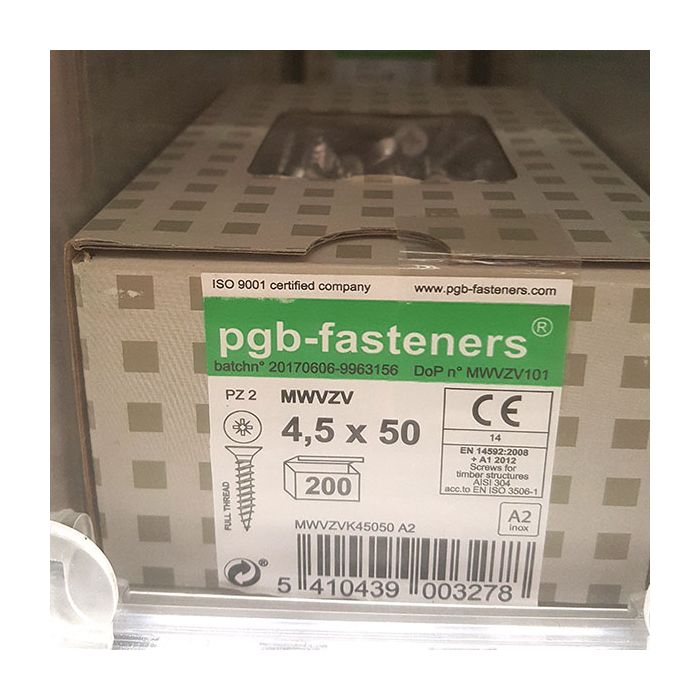 ISO 9001 certified company www.pgb-fasteners.com
pgb-fasteners®
batchn° 20170606-9963156 DoP n° MWVZV101
PZ 2 MWVZV
4,5 x 50
200
FULL THREAD
CE
14
EN 14592:2008
+ A1 2012
Screws for
timber structures
AISI 304
acc.to EN ISO 3506-1
MWVZVK45050 A2
A2
inox
5 410439 003278